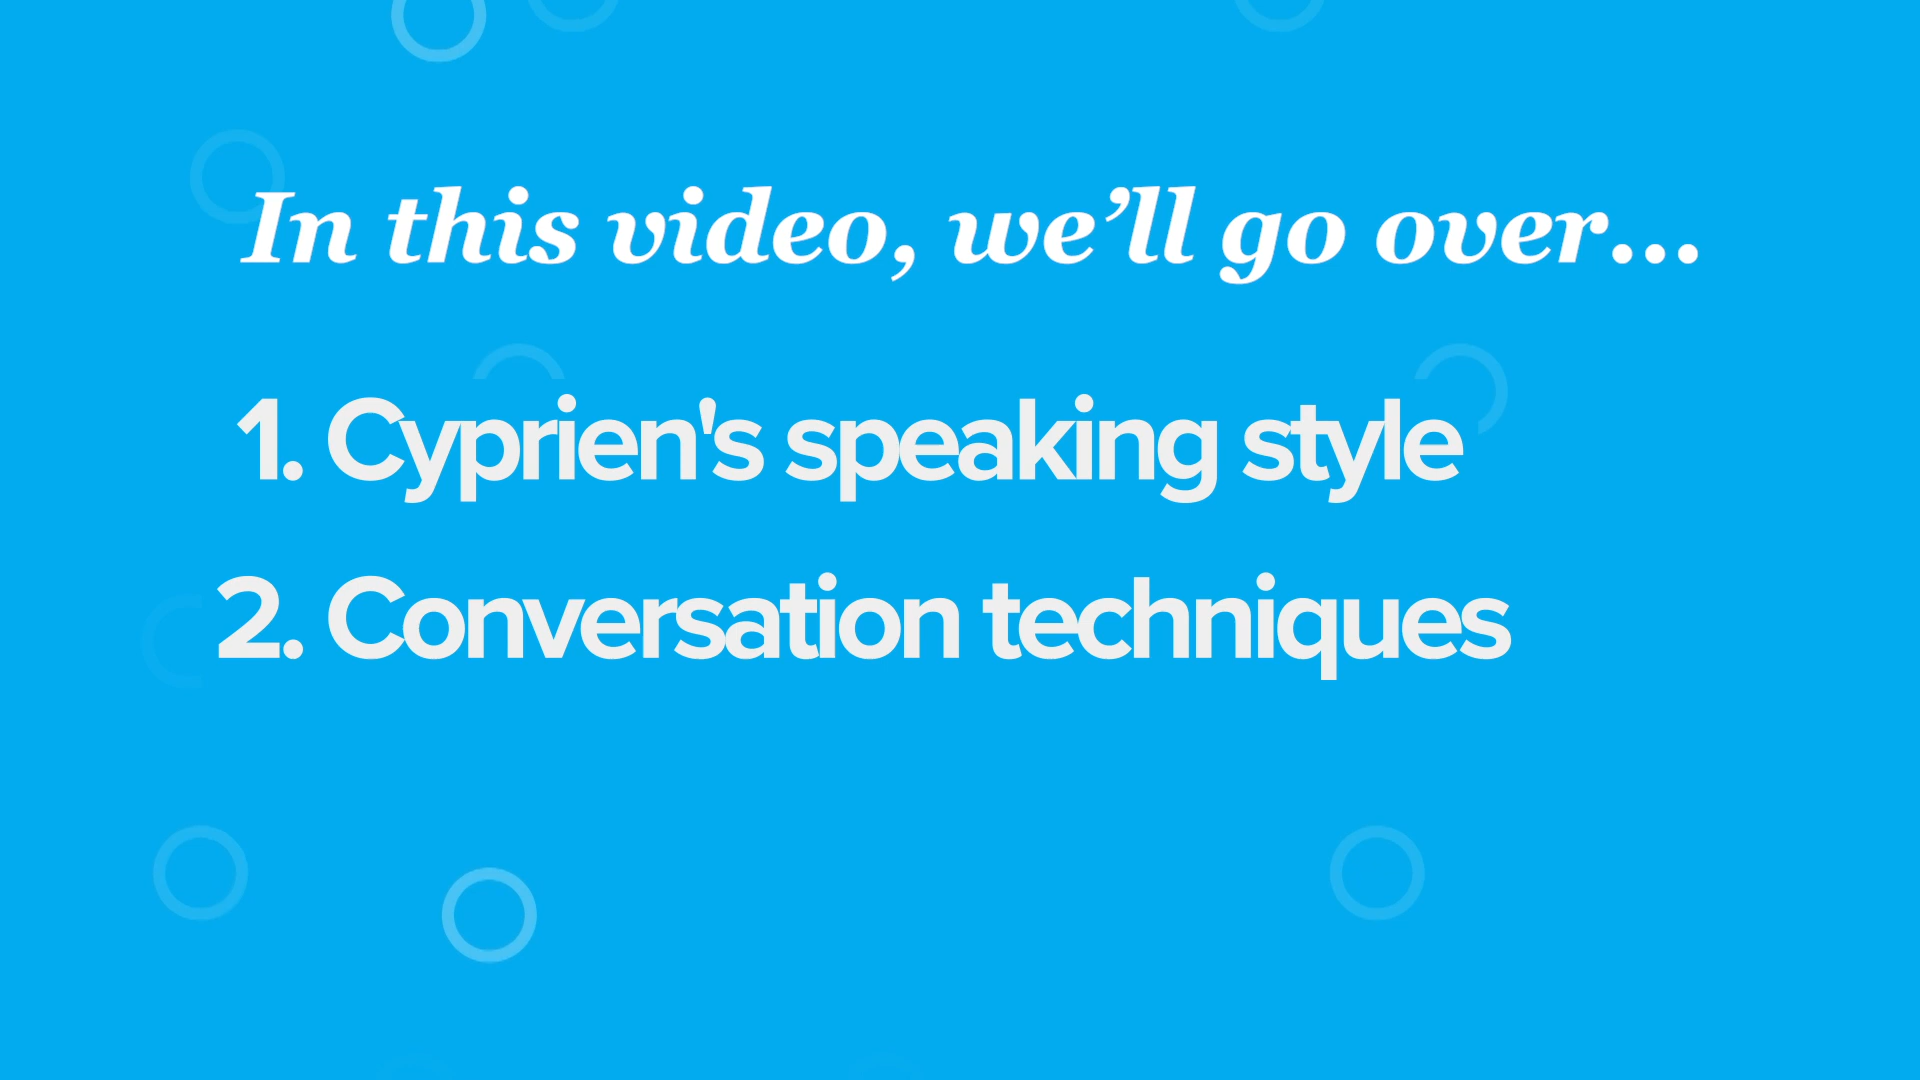 In this video, we’ll go over...
1. Cyprien's speaking style
2. Conversation techniques